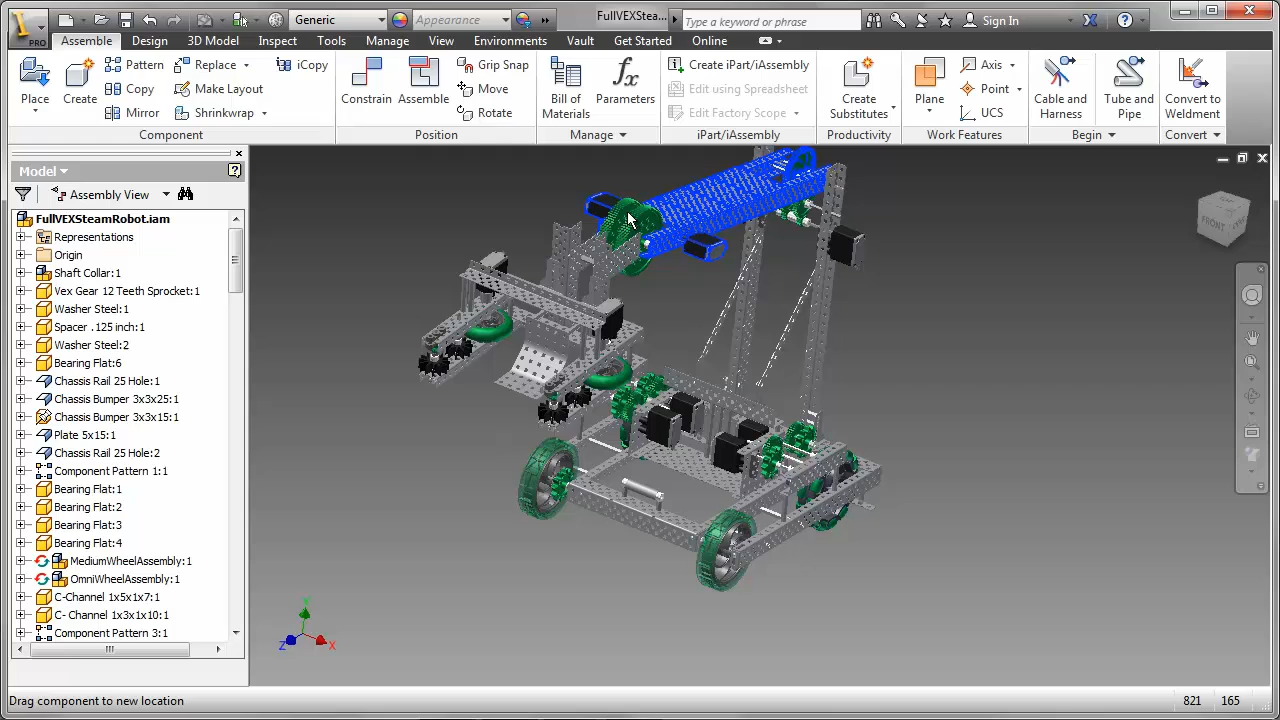 PRO
Generic
Appearance
FullVEXStea...
Type a keyword or phrase
Sign In
Assemble Design 3D Model Inspect Tools Manage View Environments Vault Get Started Online
Place
Create
Pattern
Copy
Mirror
Replace
Make Layout
Shrinkwrap
iCopy
Component
Constrain
Assemble
Grip Snap
Move
Rotate
Position
Bill of
Materials
fx
Parameters
Manage
Create iPart/iAssembly
Edit using Spreadsheet
Edit Factory Scope
iPart/iAssembly
Create
Substitutes
Productivity
Plane
Axis
Point
UCS
Work Features
Cable and
Harness
Tube and
Pipe
Begin
Convert to
Weldment
Convert
Model
Assembly View
FullVEXSteamRobot.iam
Representations
Origin
Shaft Collar:1
Vex Gear 12 Teeth Sprocket:1
Washer Steel:1
Spacer .125 inch:1
Washer Steel:2
Bearing Flat:6
Chassis Rail 25 Hole:1
Chassis Bumper 3x3x25:1
Chassis Bumper 3x3x15:1
Plate 5x15:1
Chassis Rail 25 Hole:2
Component Pattern 1:1
Bearing Flat:1
Bearing Flat:2
Bearing Flat:3
Bearing Flat:4
MediumWheelAssembly:1
OmniWheelAssembly:1
C-Channel 1x5x1x7:1
C- Channel 1x3x1x10:1
Component Pattern 3:1
FRONT
Y
Z
X
Drag component to new location
821
165